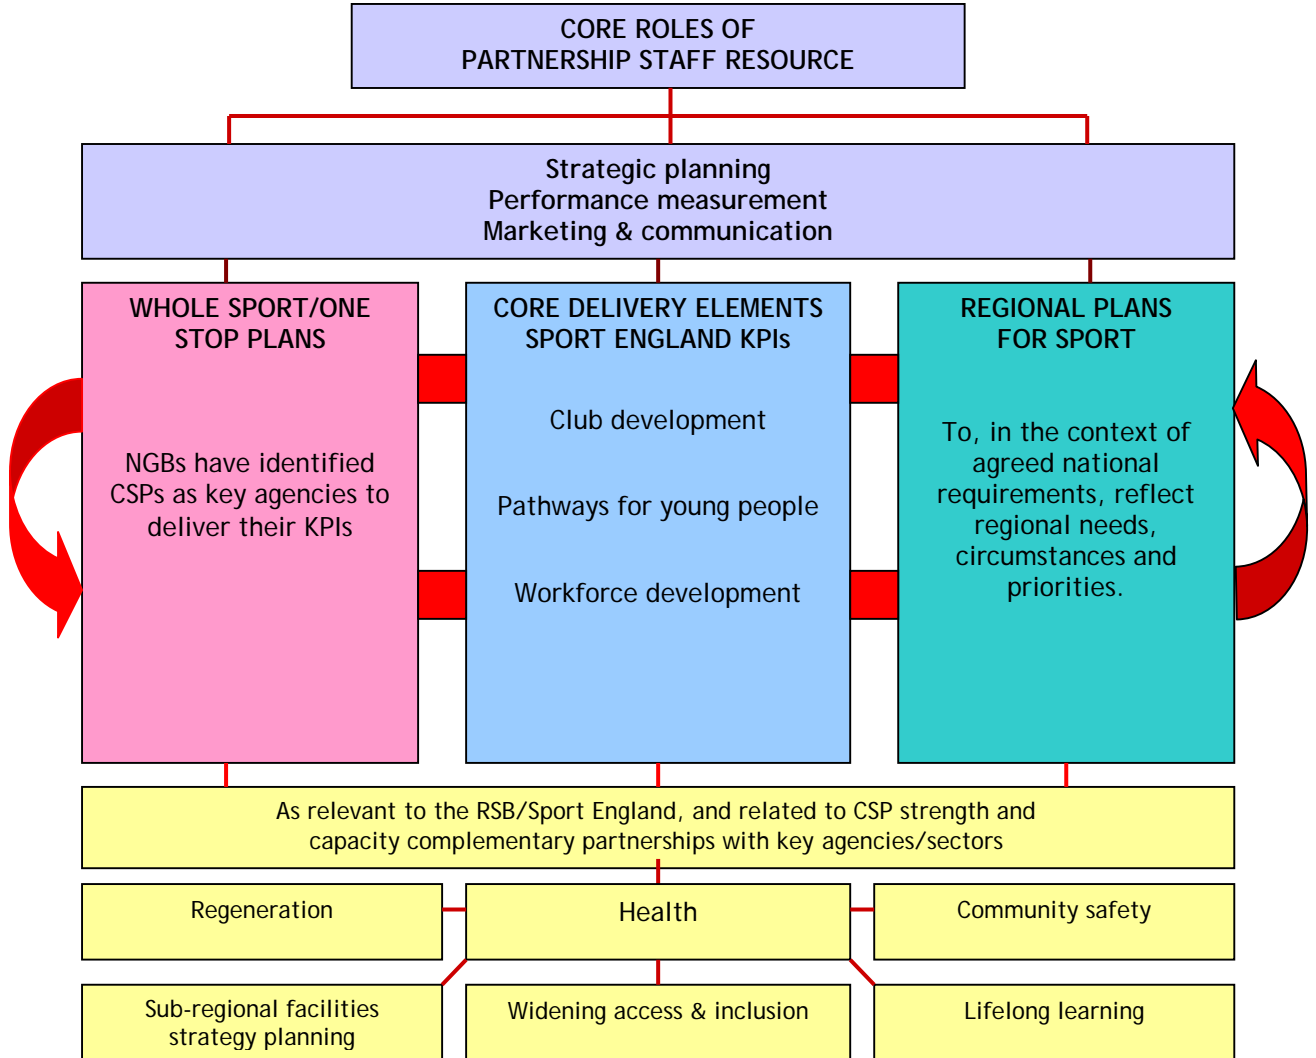 CORE ROLES OF
PARTNERSHIP STAFF RESOURCE
Strategic planning
Performance measurement
Marketing & communication
WHOLE SPORT/ONE
STOP PLANS
NGBs have identified
CSPs as key agencies to
deliver their KPIs
CORE DELIVERY ELEMENTS
SPORT ENGLAND KPIs
Club development
Pathways for young people
Workforce development
REGIONAL PLANS
FOR SPORT
To, in the context of
agreed national
requirements, reflect
regional needs,
circumstances and
priorities.
As relevant to the RSB/Sport England, and related to CSP strength and
capacity complementary partnerships with key agencies/sectors
Regeneration
Health
Community safety
Sub-regional facilities
strategy planning
Widening access & inclusion
Lifelong learning